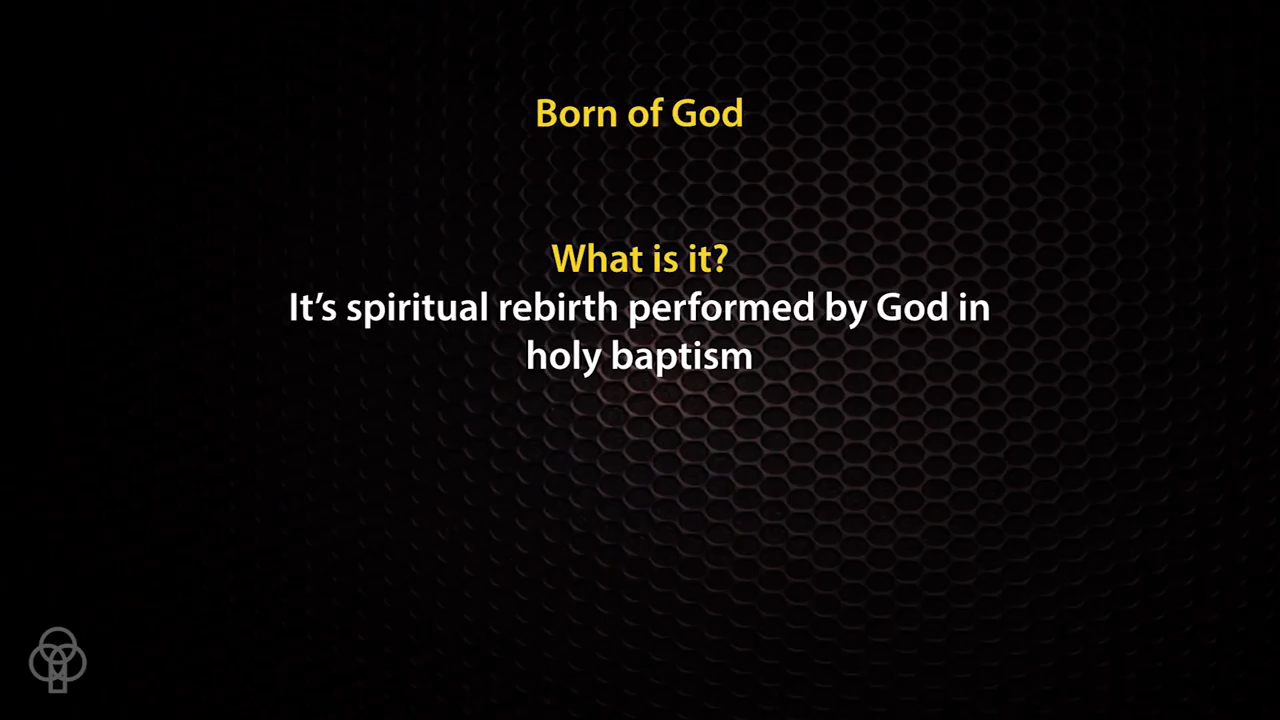 Born of God
What is it?
It’s spiritual rebirth performed by God in
holy baptism